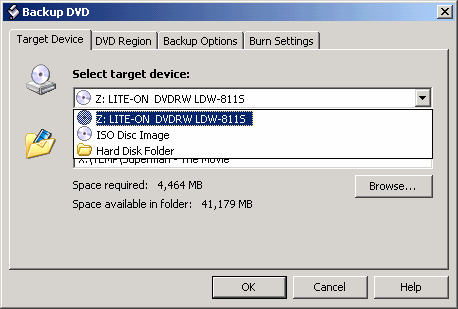 Backup DVD
Target Device DVD Region Backup Options Burn Settings
Select target device:
Z: LITE-ON DVDRW LDW-811S
Z: LITE-ON DVDRW LDW-811S
ISO Disc Image
Hard Disk Folder
X:\TEMP\Superman - The Movie
Space required: 4,464 MB
Browse...
Space available in folder: 41,179 MB
OK Cancel Help